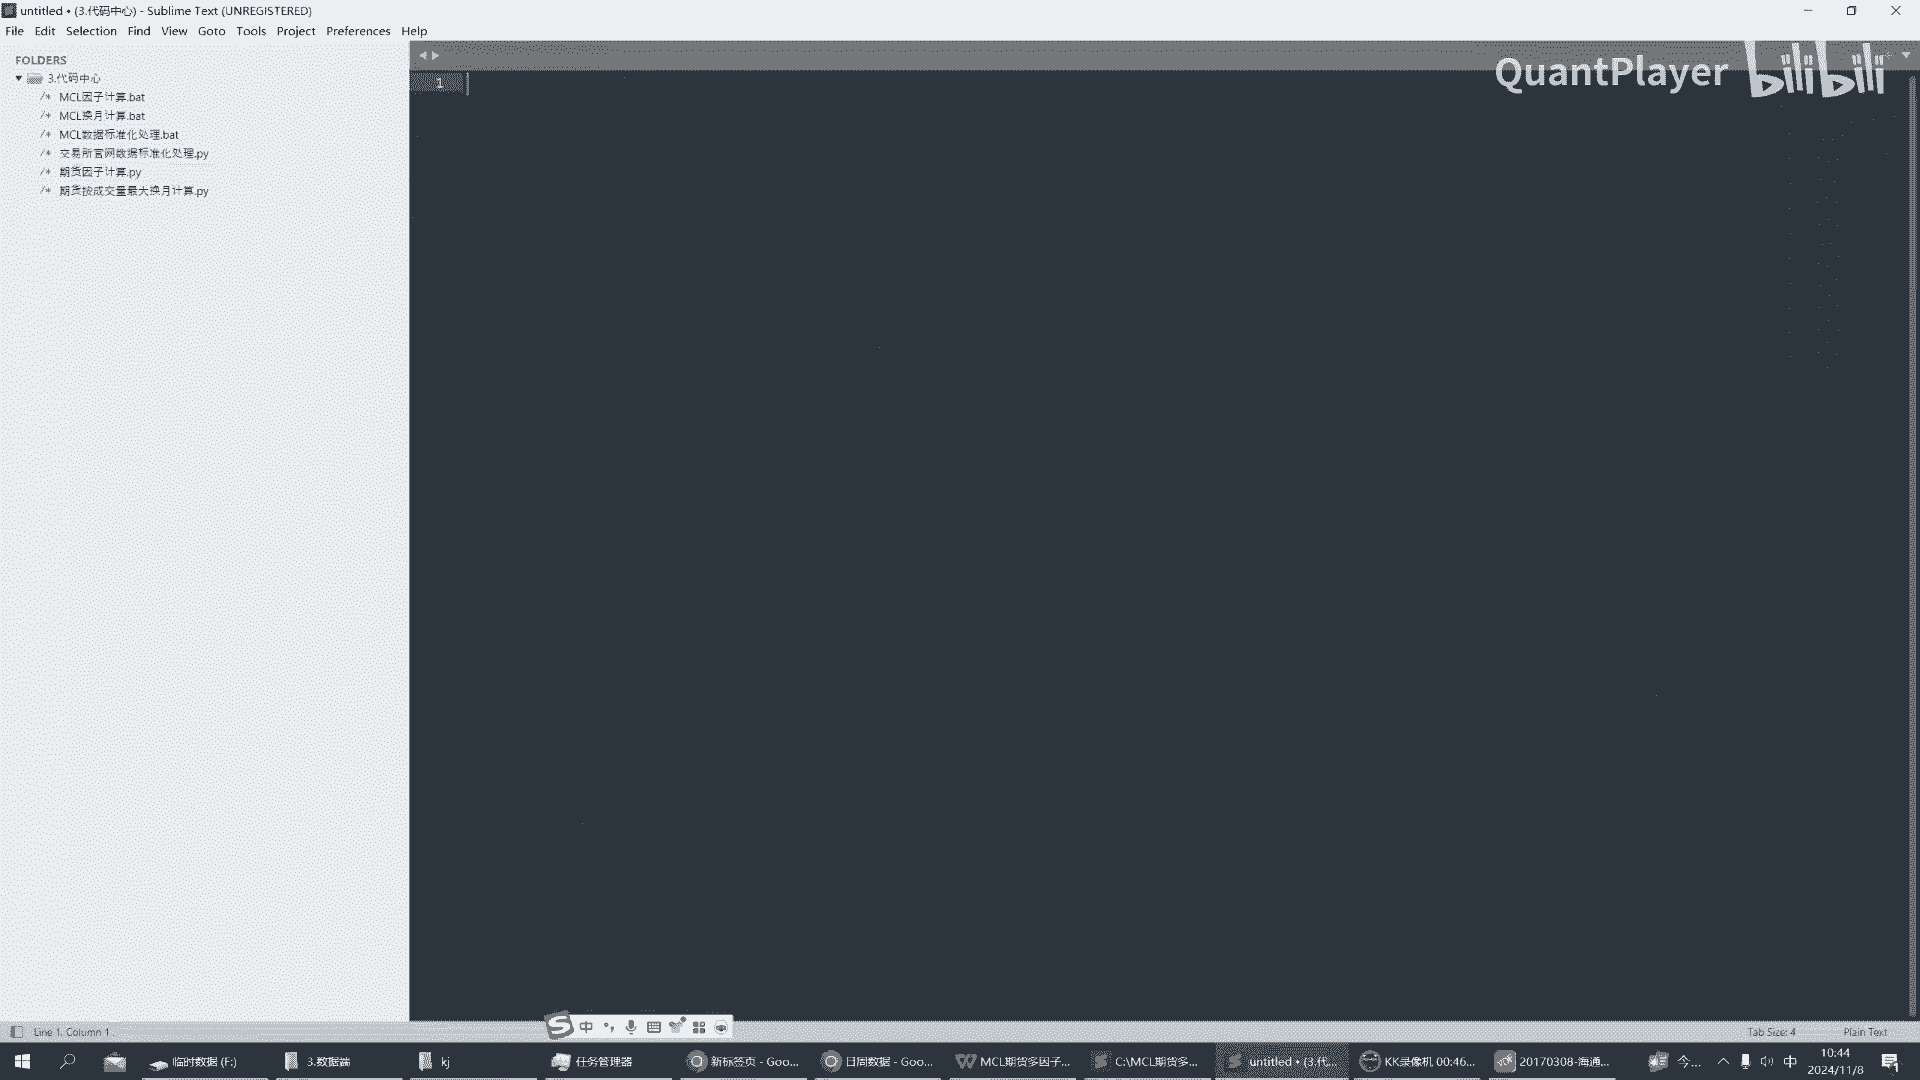 untitled • (3.代码中心) - Sublime Text (UNREGISTERED)
File Edit Selection Find View Goto Tools Project Preferences Help
FOLDERS
3.代码中心
/* MCL因子计算.bat
/* MCL换月计算.bat
/* MCL数据标准化处理.bat
/* 交易所官网数据标准化处理.py
/* 期货因子计算.py
/* 期货按成交量最大换月计算.py
1
QuantPlayer bilibili
中
Line 1, Column 1
Tab Size: 4
Plain Text
临时数据 (F:)
3.数据端
kj
任务管理器
新标签页 - Goo...
日周数据 - Goo...
MCL期货多因子...
C:\MCL期货多...
untitled • (3.代...
KK录像机 00:46...
20170308-海通...
今...
中
10:44
2024/11/8